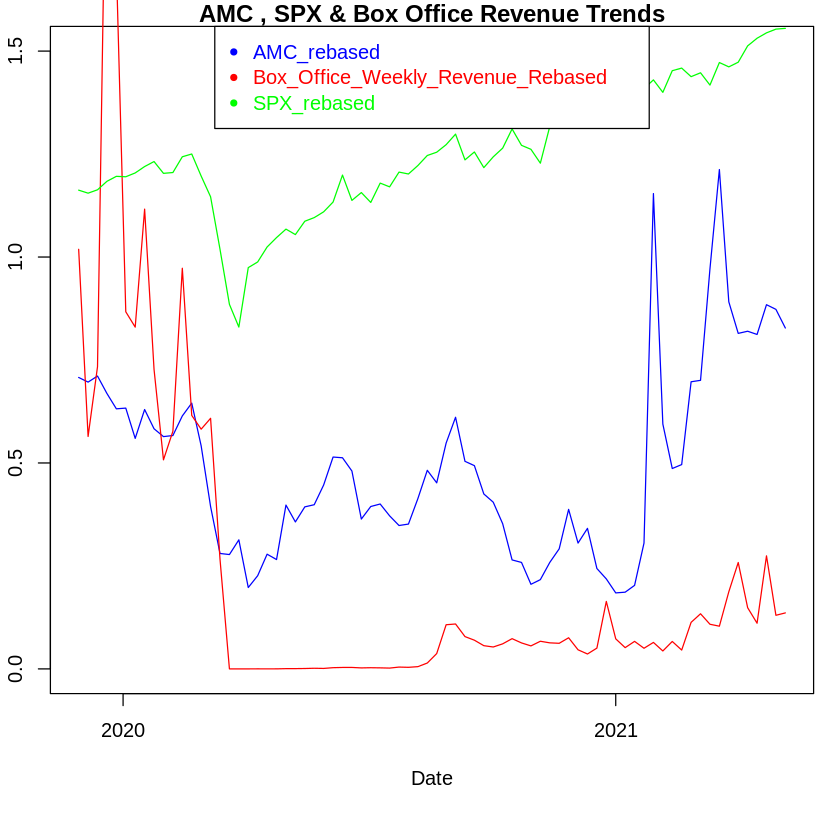 AMC , SPX & Box Office Revenue Trends
AMC_rebased
Box_Office_Weekly_Revenue_Rebased
SPX_rebased
1.5
1.0
0.5
0.0
2020
2021
Date